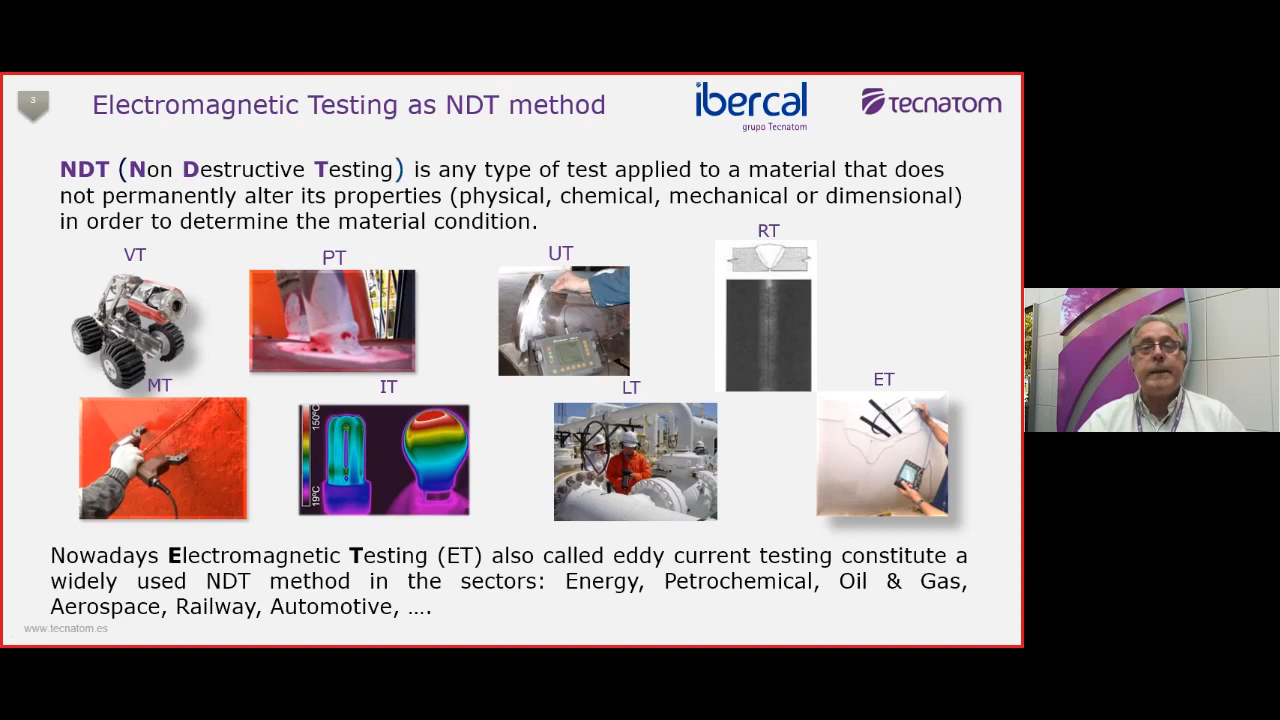 3
Electromagnetic Testing as NDT method
ibercal
grupo Tecnatom
TECNATOM
NDT (Non Destructive Testing) is any type of test applied to a material that does
not permanently alter its properties (physical, chemical, mechanical or dimensional)
in order to determine the material condition.
VT
PT
UT
RT
MT
IT
LT
ET
150ºC
19ºC
Nowadays Electromagnetic Testing (ET) also called eddy current testing constitute a
widely used NDT method in the sectors: Energy, Petrochemical, Oil & Gas,
Aerospace, Railway, Automotive, ....
www.tecnatom.es